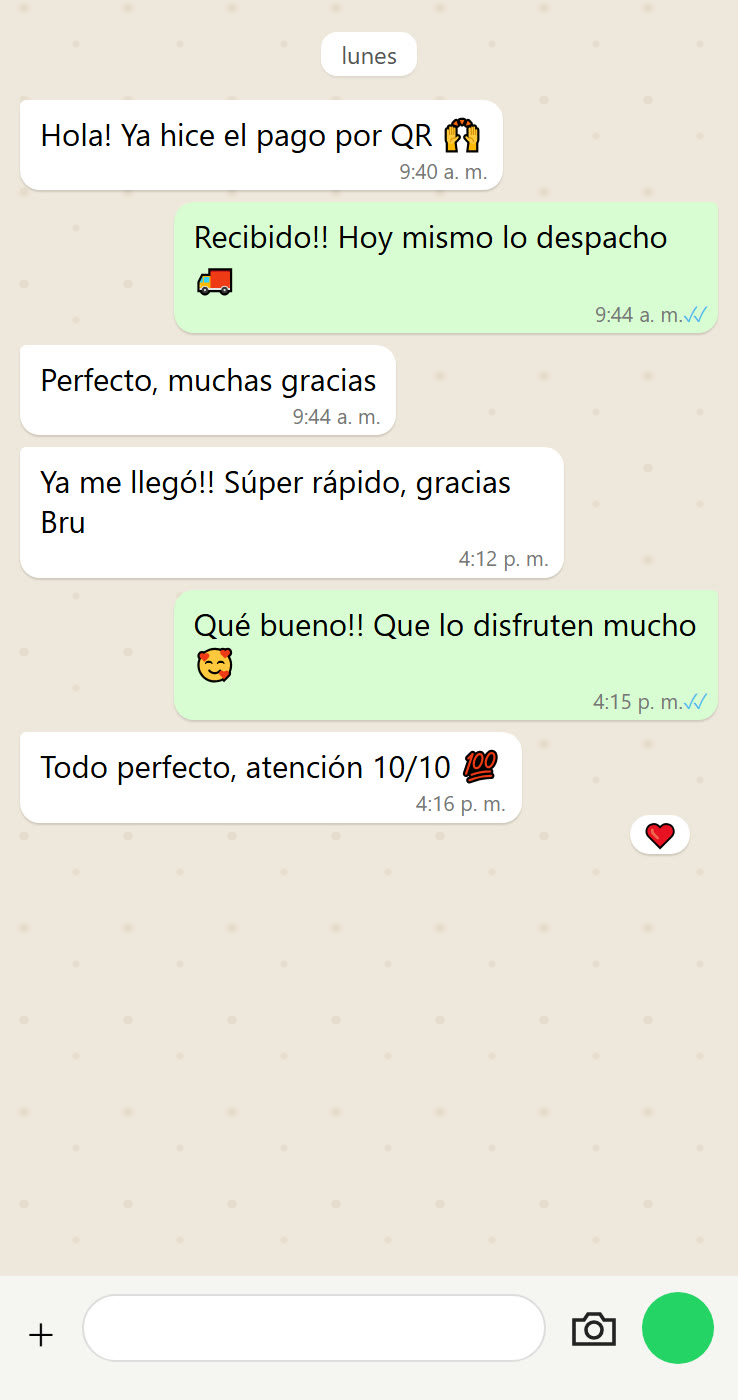 lunes
Hola! Ya hice el pago por QR 🙌
9:40 a. m.
Recibido!! Hoy mismo lo despacho
🚚
9:44 a. m.
Perfecto, muchas gracias
9:44 a. m.
Ya me llegó!! Súper rápido, gracias
Bru
4:12 p. m.
Qué bueno!! Que lo disfruten mucho
🥰
4:15 p. m.
Todo perfecto, atención 10/10 💯
4:16 p. m.